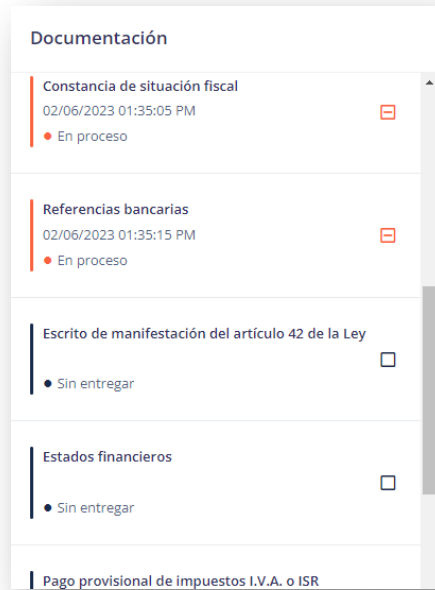 Documentación
Constancia de situación fiscal
02/06/2023 01:35:05 PM
En proceso
Referencias bancarias
02/06/2023 01:35:15 PM
En proceso
Escrito de manifestación del artículo 42 de la Ley
Sin entregar
Estados financieros
Sin entregar
Pago provisional de impuestos I.V.A. o ISR